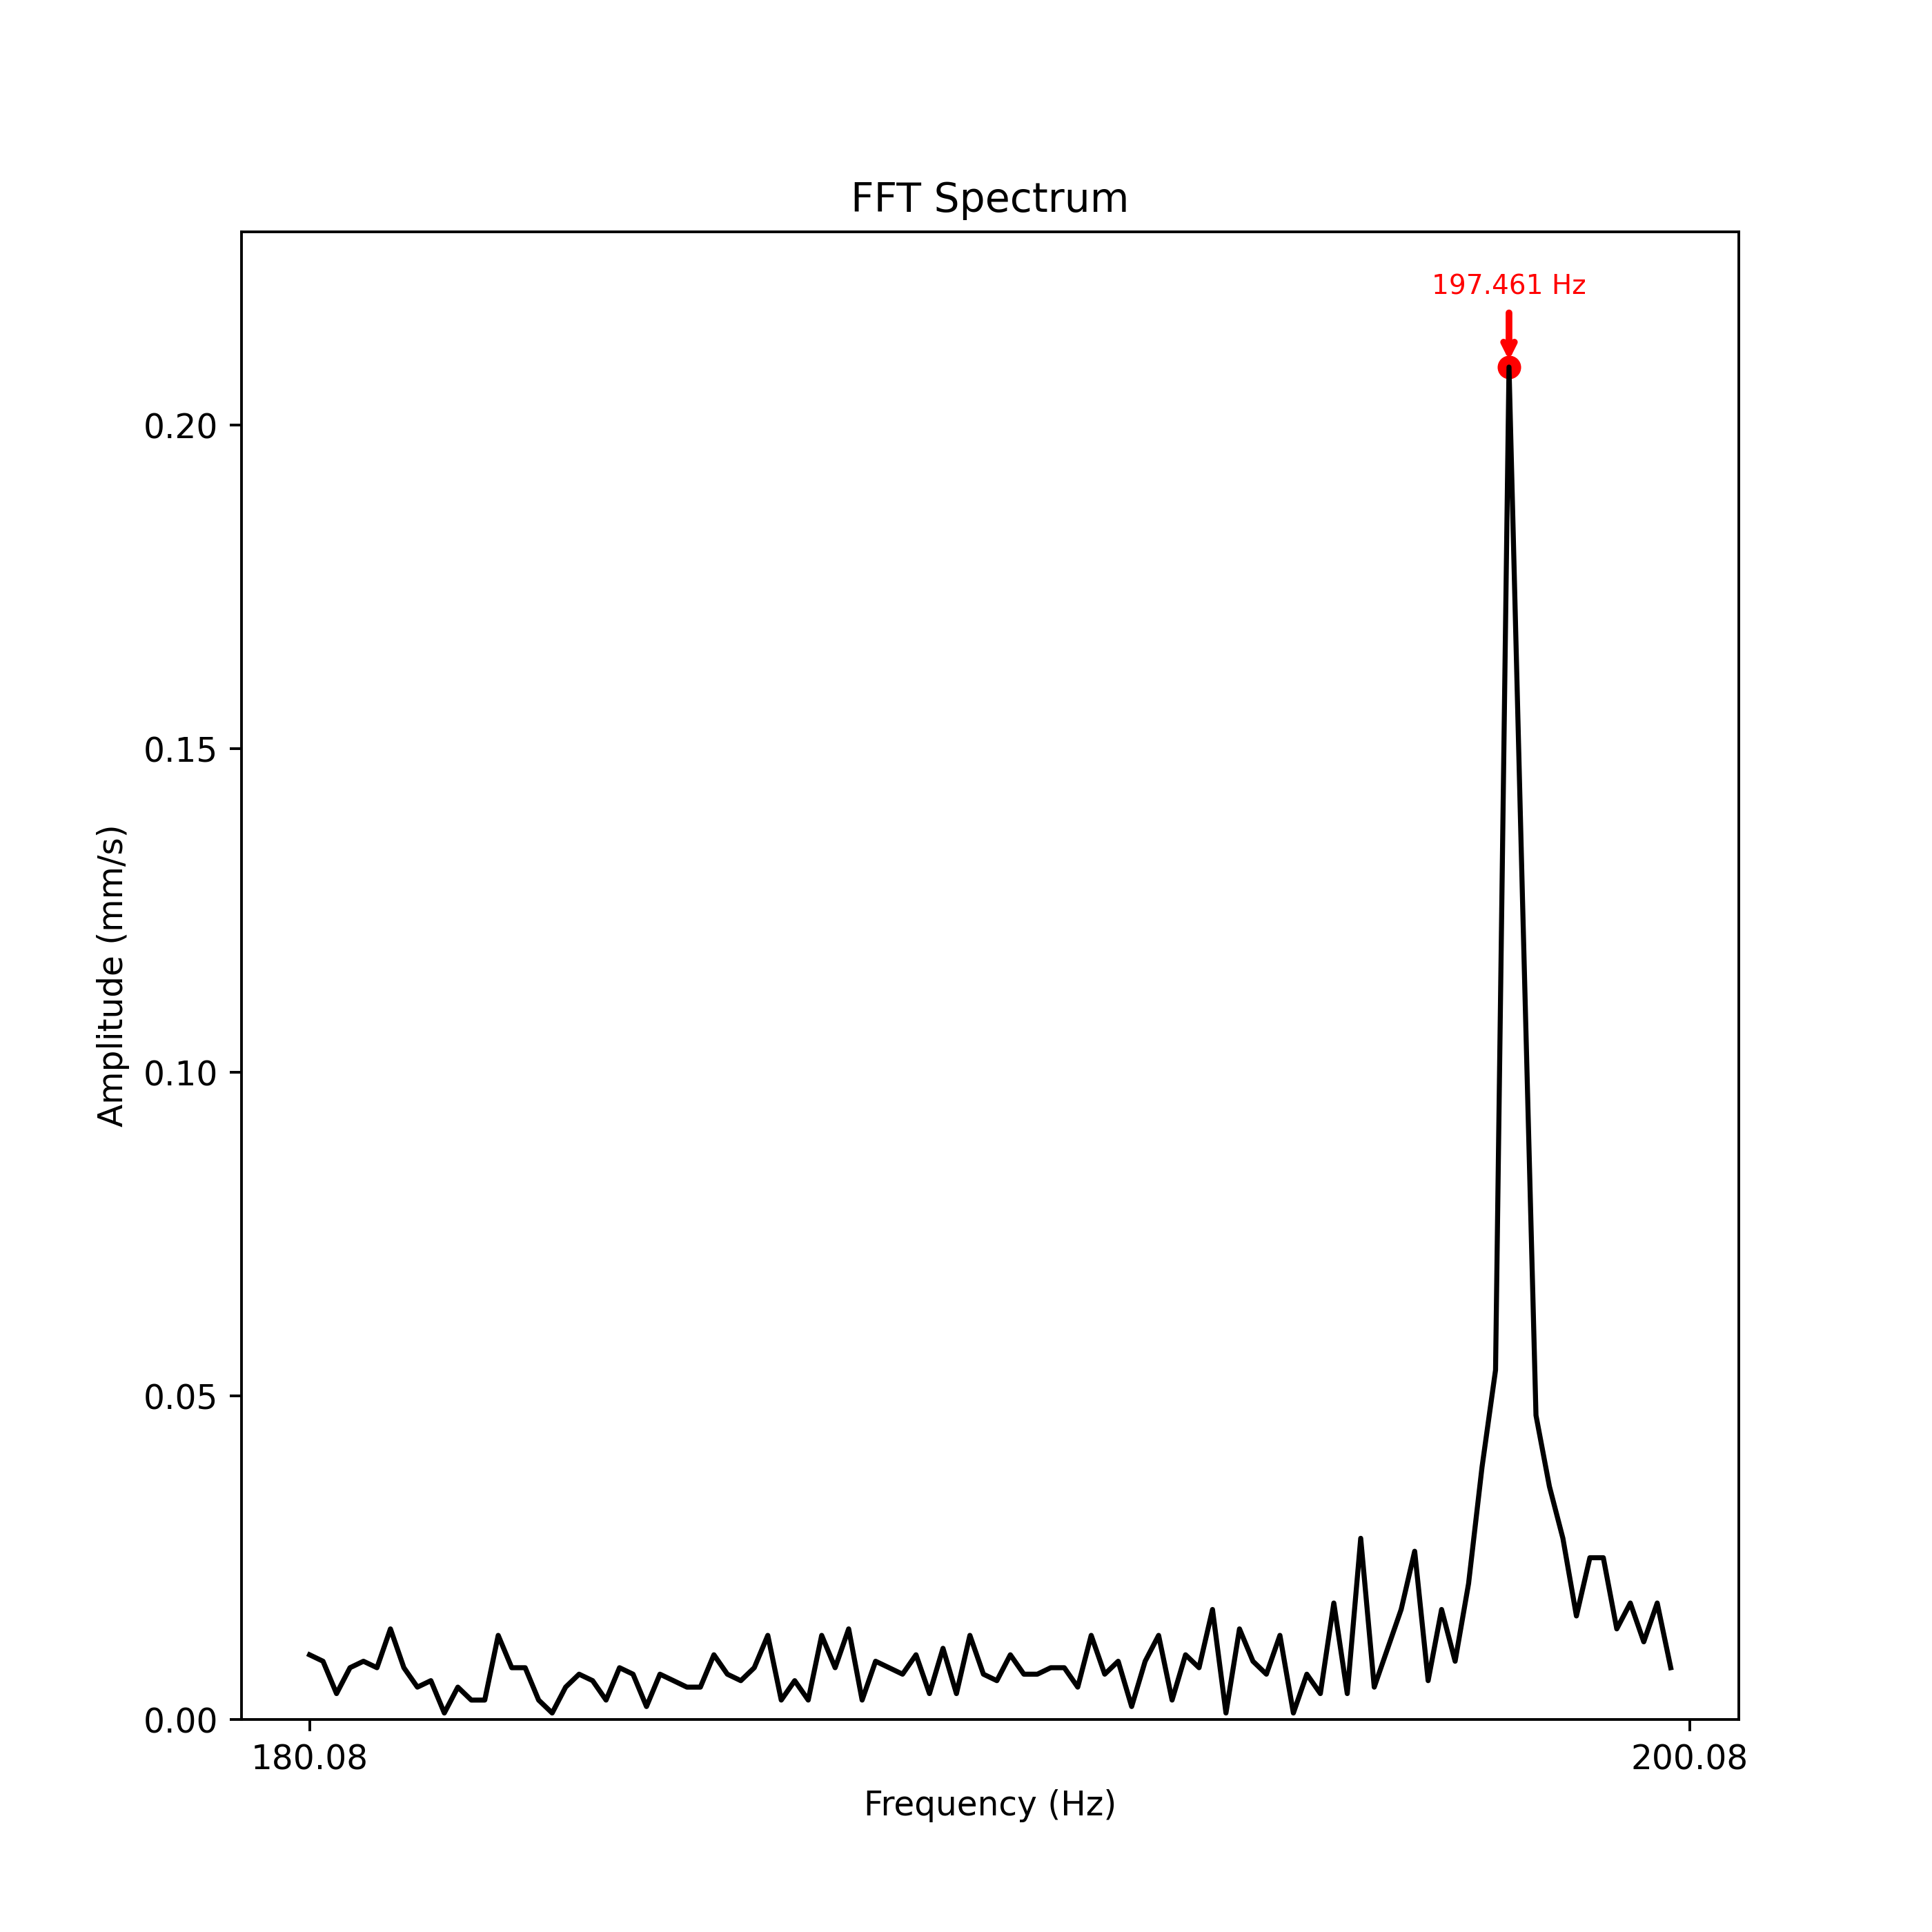 FFT Spectrum
197.461 Hz
0.20
0.15
0.10
0.05
0.00
Amplitude (mm/s)
180.08
200.08
Frequency (Hz)